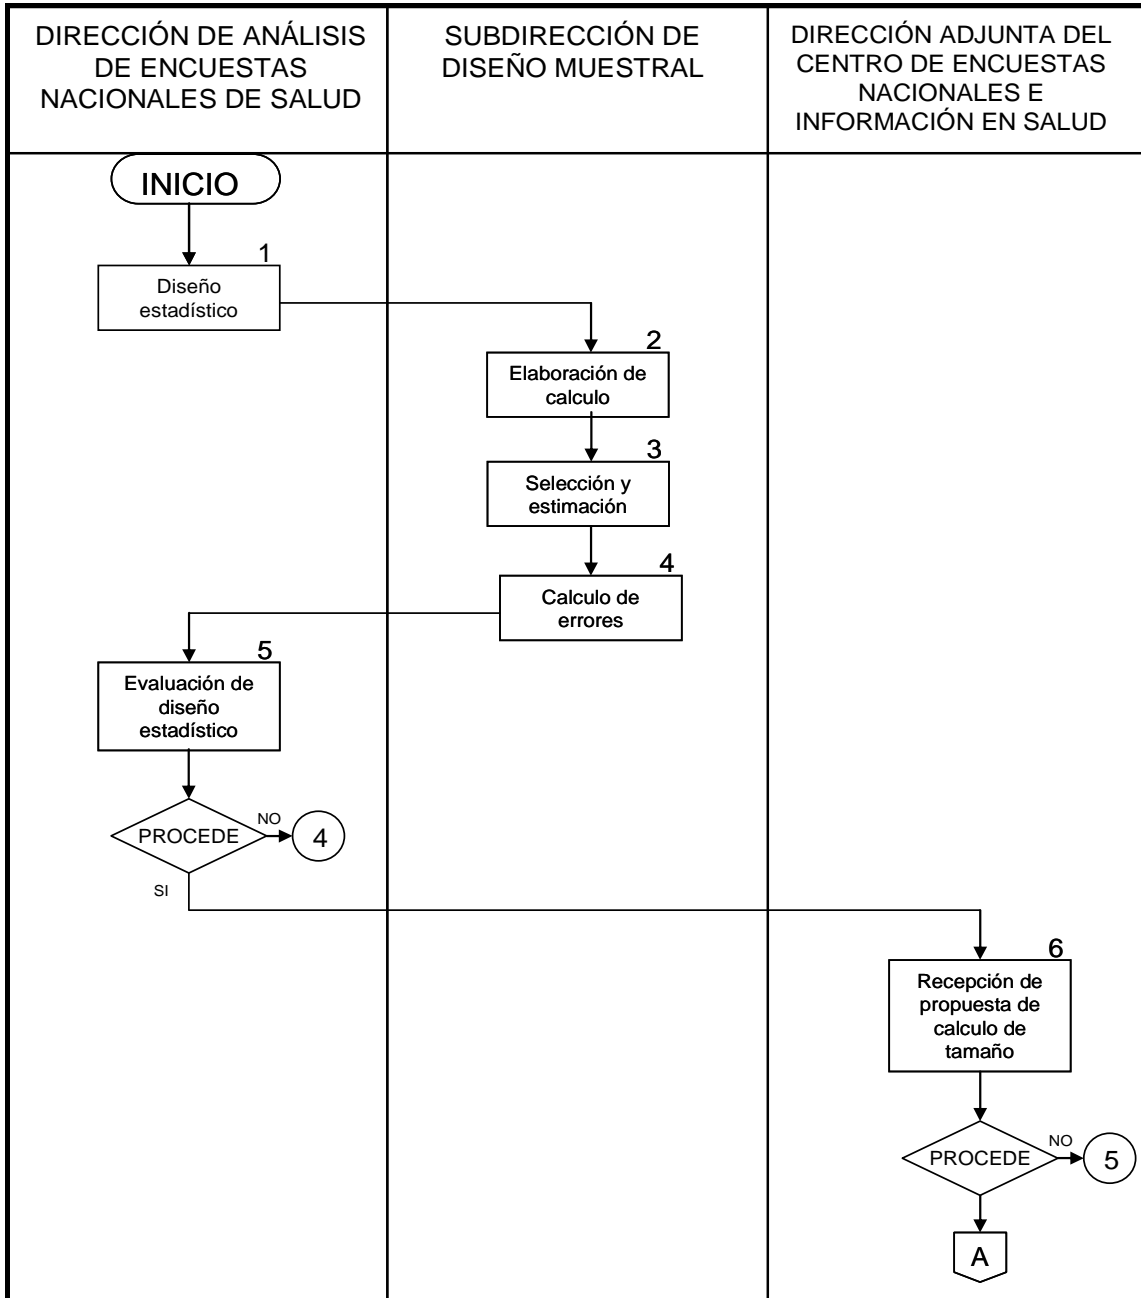 DIRECCIÓN DE ANÁLISIS
DE ENCUESTAS
NACIONALES DE SALUD
SUBDIRECCIÓN DE
DISEÑO MUESTRAL
DIRECCIÓN ADJUNTA DEL
CENTRO DE ENCUESTAS
NACIONALES E
INFORMACIÓN EN SALUD
INICIO
1
Diseño
estadístico
2
Elaboración de
calculo
3
Selección y
estimación
4
Calculo de
errores
5
Evaluación de
diseño
estadístico
PROCEDE
NO
4
SI
6
Recepción de
propuesta de
calculo de
tamaño
PROCEDE
NO
5
A